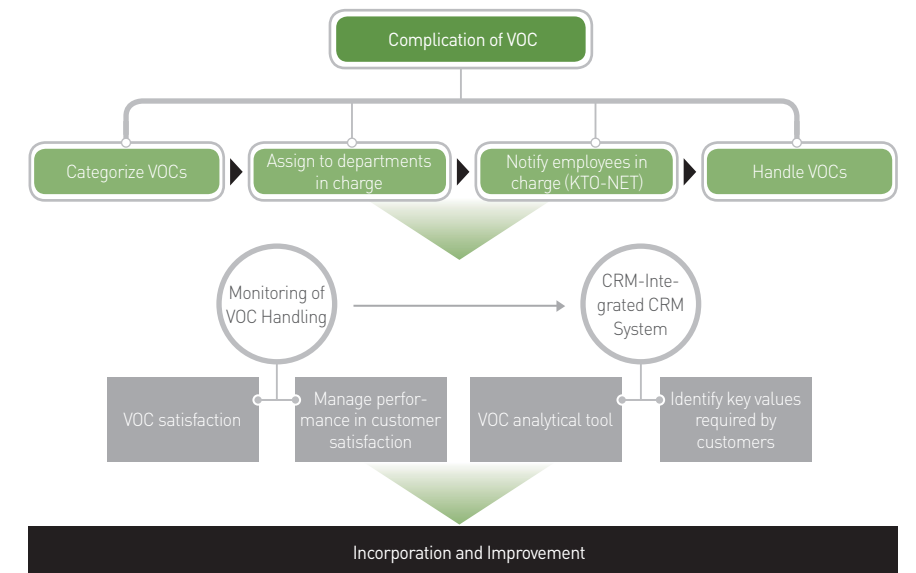 Complication of VOC
Categorize VOCs
Assign to departments
in charge
Notify employees in
charge (KTO-NET)
Handle VOCs
Monitoring of
VOC Handling
CRM-Inte-
grated CRM
System
VOC satisfaction
Manage perfor-
mance in customer
satisfaction
VOC analytical tool
Identify key values
required by
customers
Incorporation and Improvement